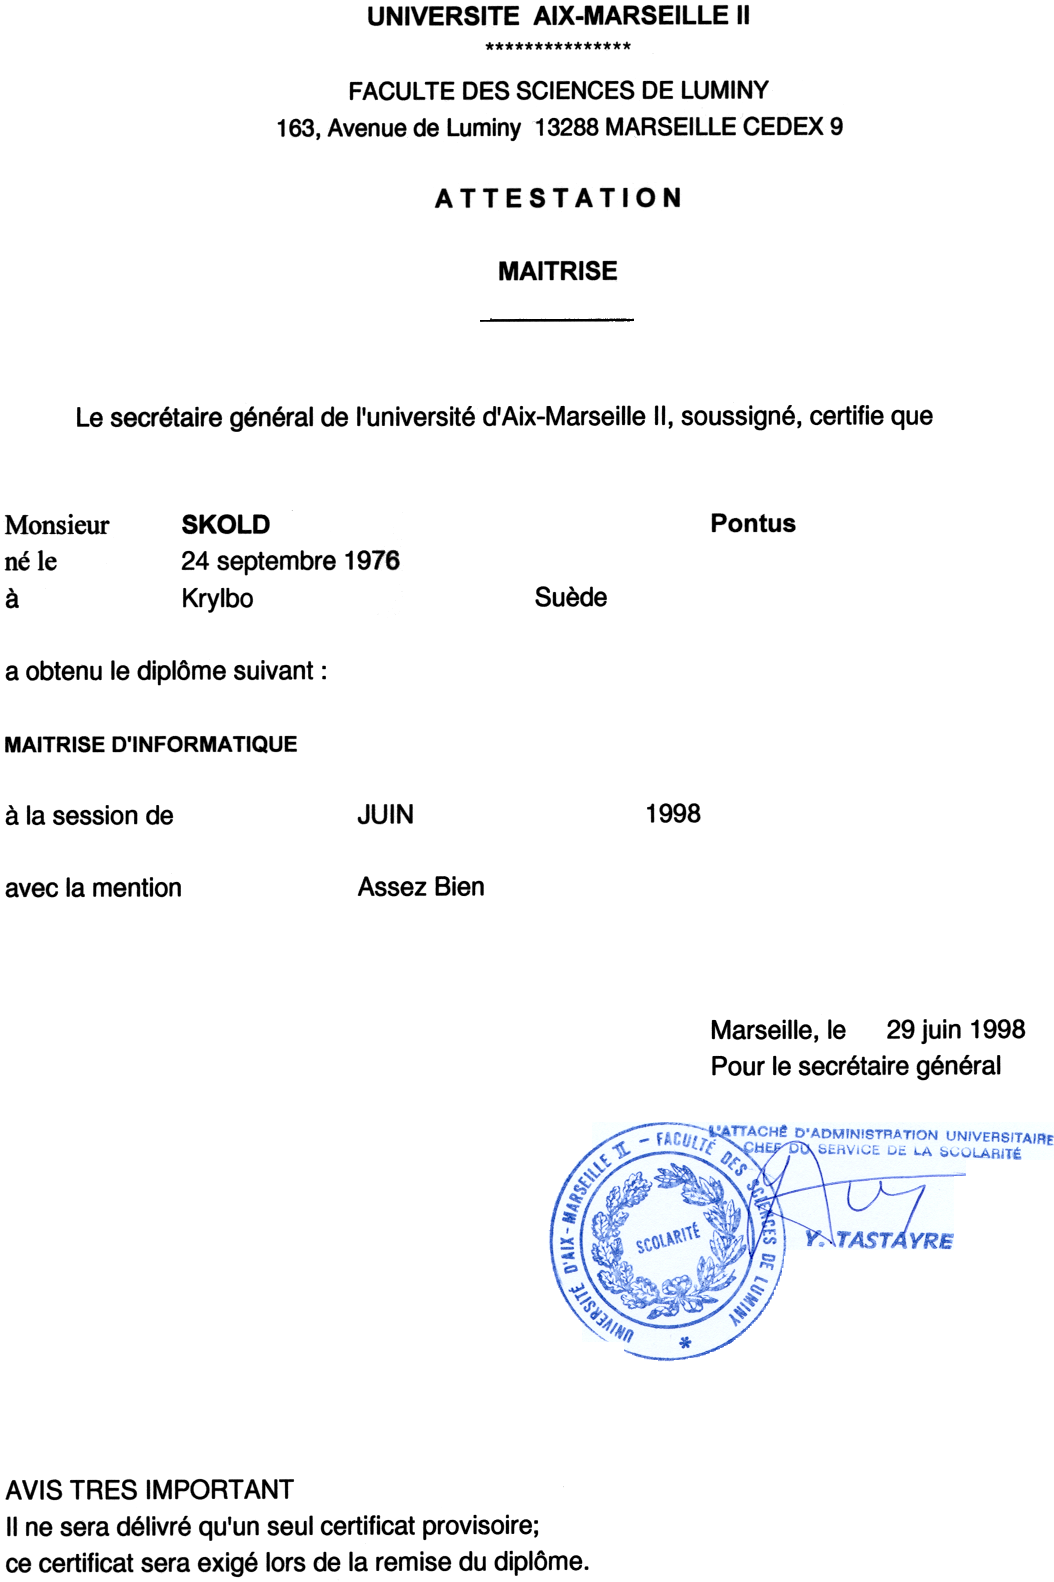 UNIVERSITE AIX-MARSEILLE II
***************
FACULTE DES SCIENCES DE LUMINY
163, Avenue de Luminy 13288 MARSEILLE CEDEX 9
ATTESTATION
MAITRISE
Le secrétaire général de l'université d'Aix-Marseille II, soussigné, certifie que
Monsieur SKOLD Pontus
né le 24 septembre 1976
à Krylbo Suède
a obtenu le diplôme suivant :
MAITRISE D'INFORMATIQUE
à la session de JUIN 1998
avec la mention Assez Bien
Marseille, le 29 juin 1998
Pour le secrétaire général
L'ATTACHÉ D'ADMINISTRATION UNIVERSITAIRE
CHEF DU SERVICE DE LA SCOLARITÉ
Y. TASTAYRE
UNIVERSITÉ D'AIX-MARSEILLE II - FACULTÉ DES SCIENCES DE LUMINY *
SCOLARITÉ
AVIS TRES IMPORTANT
Il ne sera délivré qu'un seul certificat provisoire;
ce certificat sera exigé lors de la remise du diplôme.